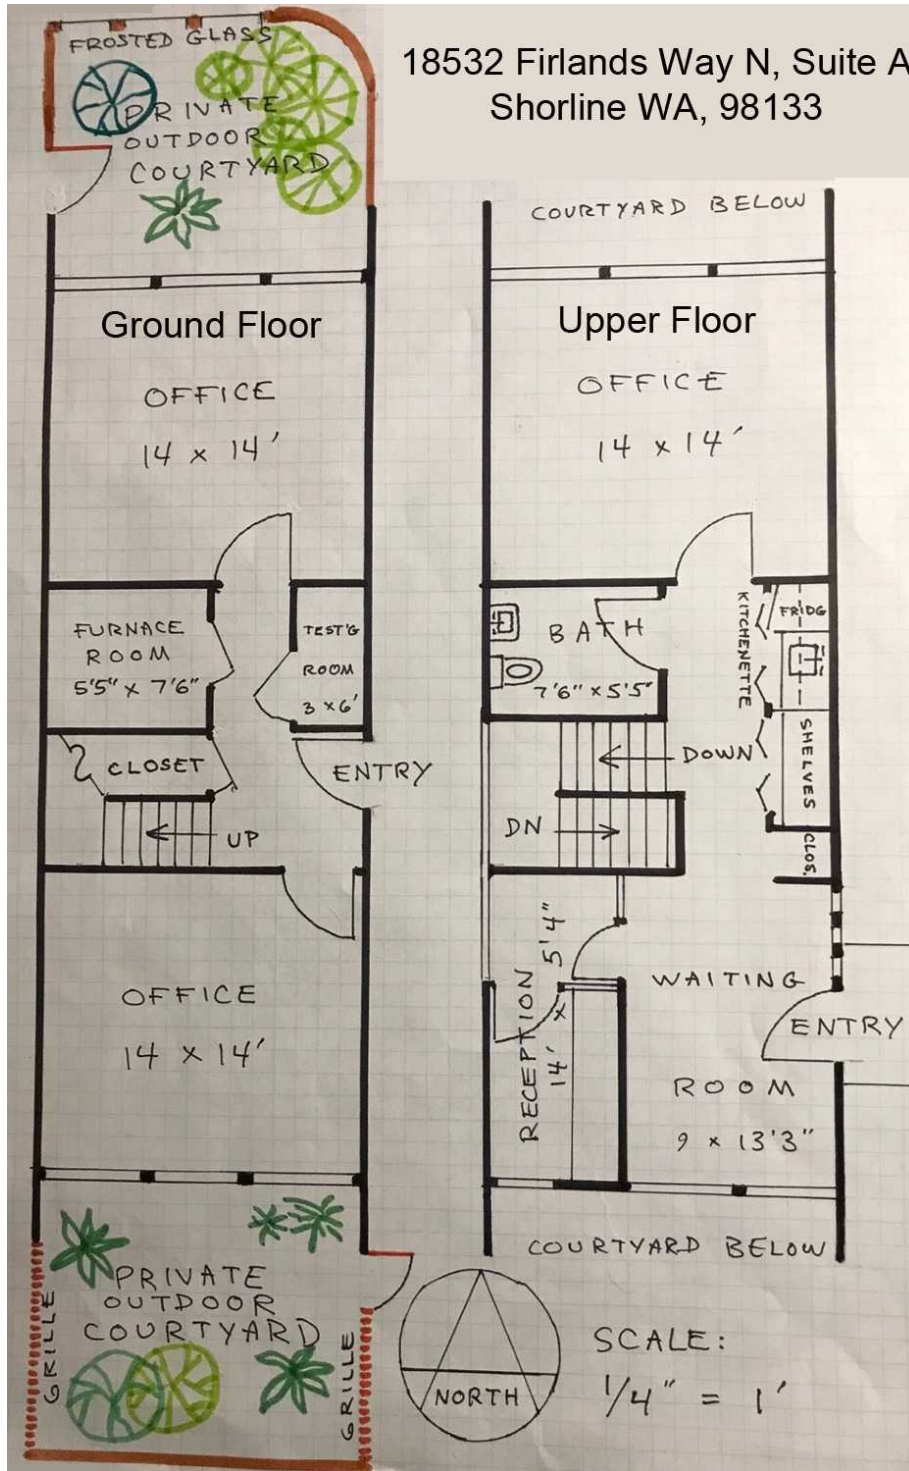 18532 Firlands Way N, Suite A
Shorline WA, 98133
FROSTED GLASS
PRIVATE
OUTDOOR
COURTYARD
Ground Floor
OFFICE
14 x 14'
FURNACE
ROOM
5'5" x 7'6"
TEST'G
ROOM
3 x 6'
CLOSET
ENTRY
UP
OFFICE
14 x 14'
PRIVATE
OUTDOOR
COURTYARD
GRILLE
GRILLE
COURTYARD BELOW
Upper Floor
OFFICE
14 x 14'
BATH
7'6" x 5'5"
KITCHENETTE
FRIDG
SHELVES
DOWN
DN
CLOS.
RECEPTION
14' x 5'4"
WAITING
ROOM
9 x 13'3"
ENTRY
COURTYARD BELOW
NORTH
SCALE:
1/4" = 1'